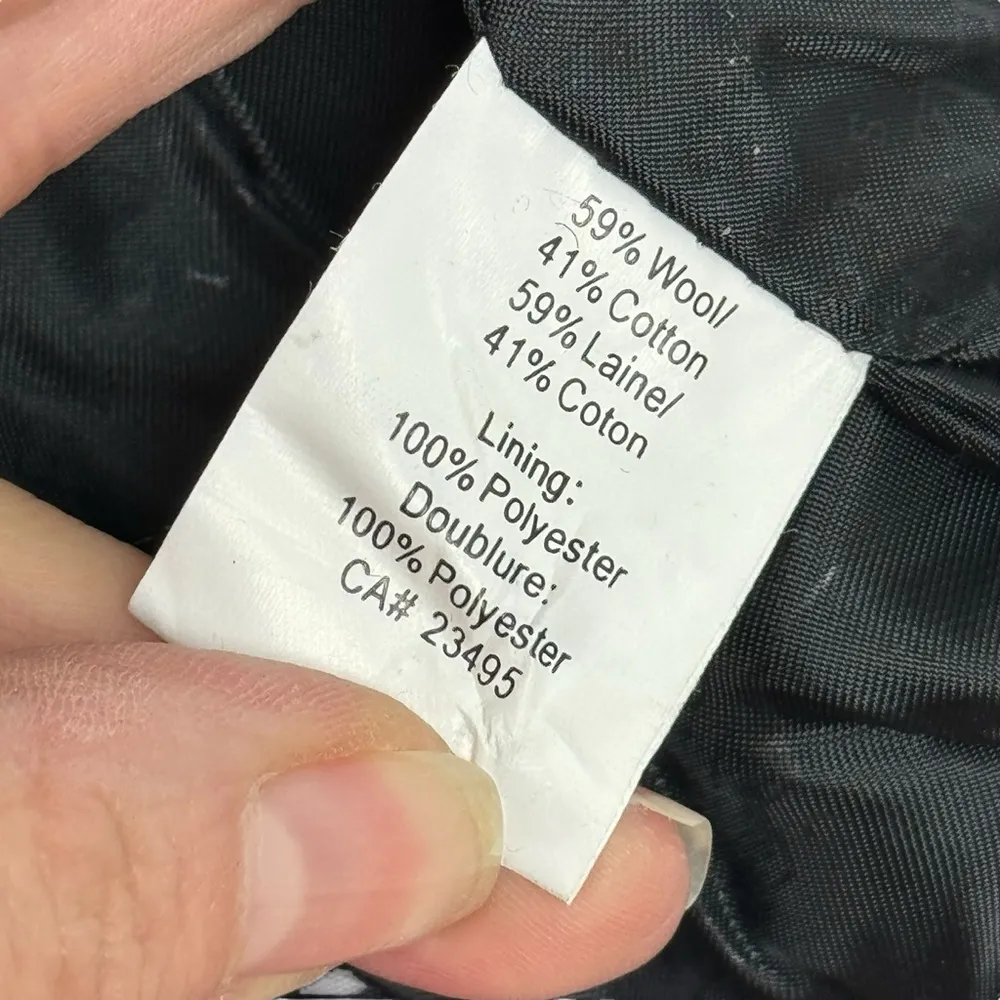 59% Wool/
41% Cotton
59% Laine/
41% Coton
Lining:
100% Polyester
Doublure:
100% Polyester
CA# 23495